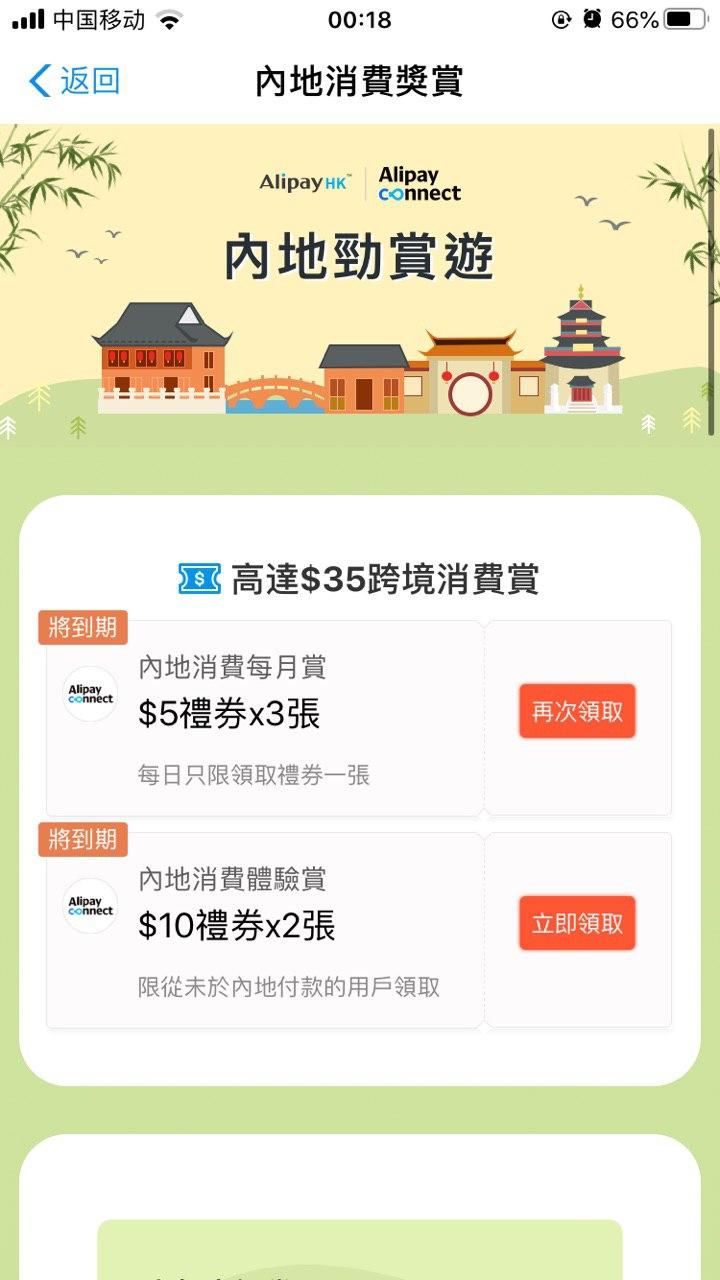 中国移动
00:18
66%
返回
內地消費獎賞
AlipayHK™
Alipay
connect
內地勁賞遊
高達$35跨境消費賞
將到期
內地消費每月賞
Alipay
connect
$5禮券x3張
再次領取
每日只限領取禮券一張
將到期
內地消費體驗賞
Alipay
connect
$10禮券x2張
立即領取
限從未於內地付款的用戶領取